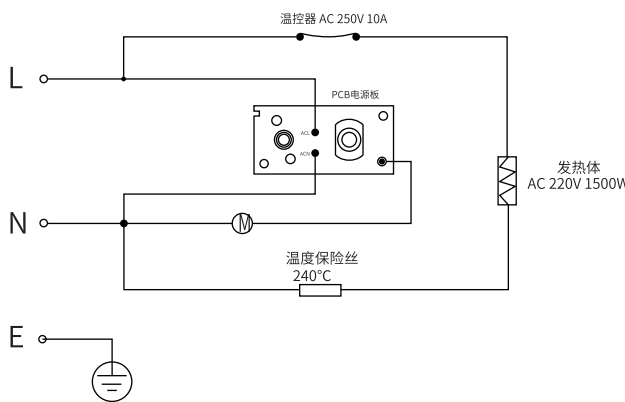 温控器 AC 250V 10A
L
PCB电源板
ACL
ACN
发热体
AC 220V 1500W
N
M
温度保险丝
240℃
E